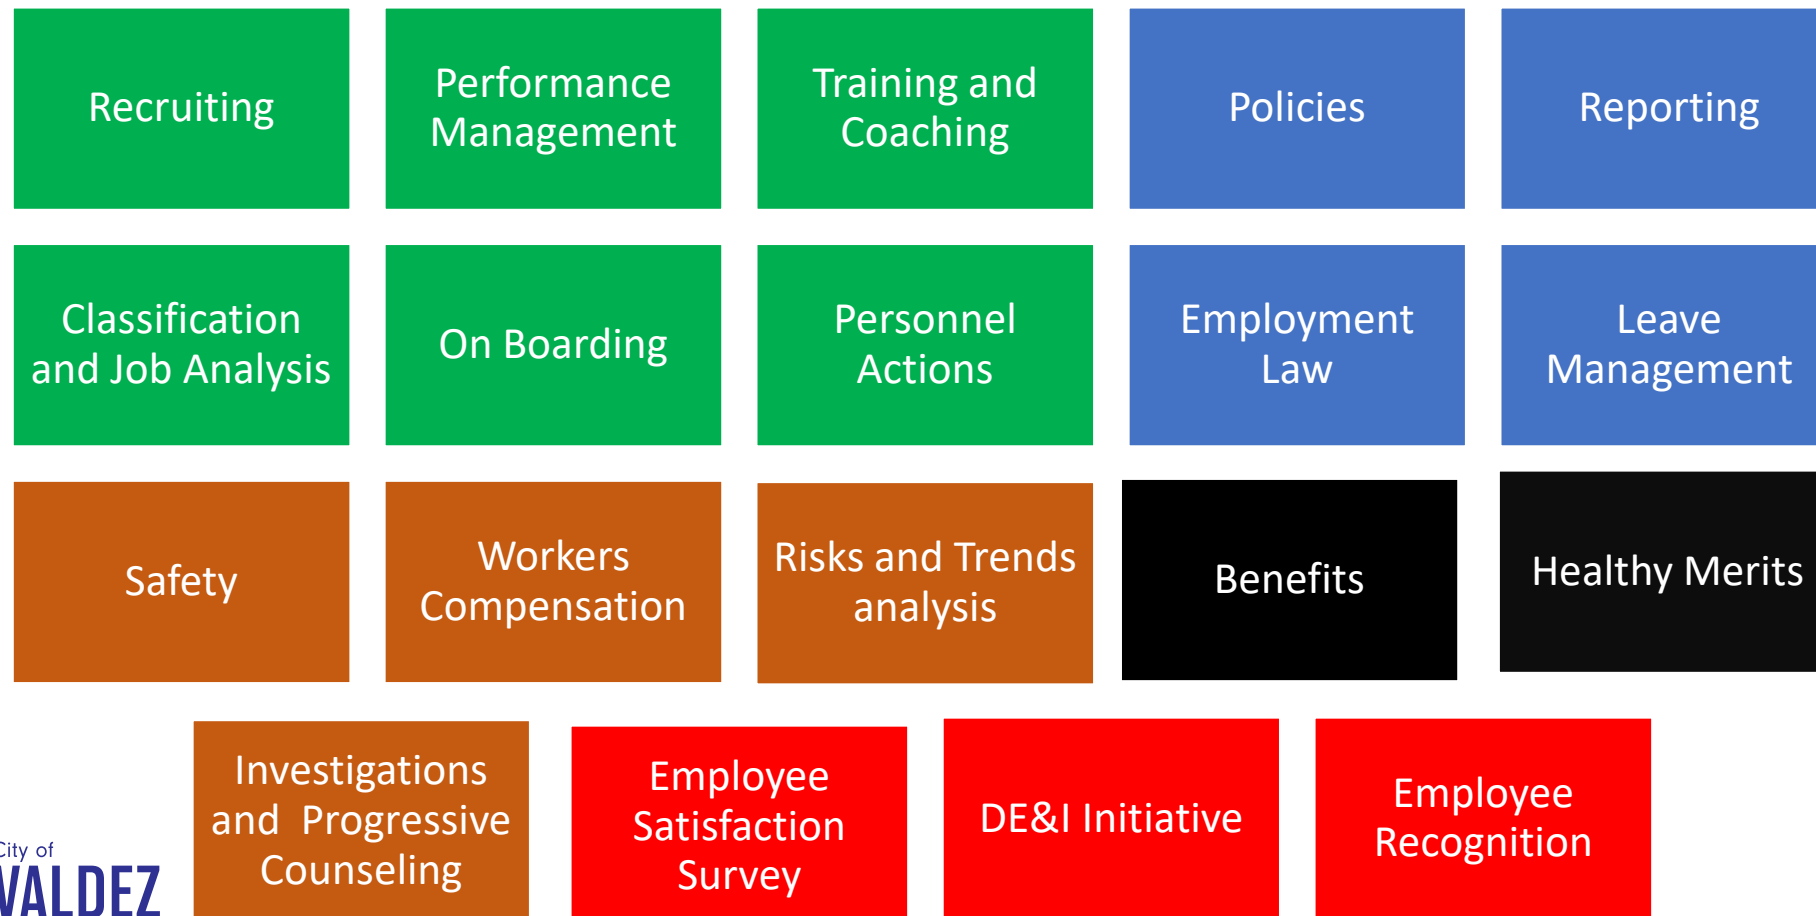 Recruiting
Performance
Management
Training and
Coaching
Policies
Reporting
Classification
and Job Analysis
On Boarding
Personnel
Actions
Employment
Law
Leave
Management
Safety
Workers
Compensation
Risks and Trends
analysis
Benefits
Healthy Merits
Investigations
and  Progressive
Counseling
Employee
Satisfaction
Survey
DE&I Initiative
Employee
Recognition
City of
VALDEZ